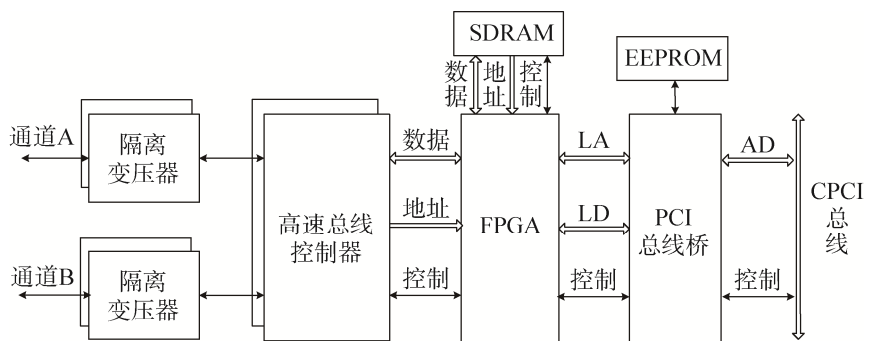 SDRAM
EEPROM
数据
地址
控制
通道A
隔离
变压器
数据
LA
AD
高速总线
控制器
地址
FPGA
LD
PCI
总线桥
CPCI
总
线
通道B
隔离
变压器
控制
控制
控制